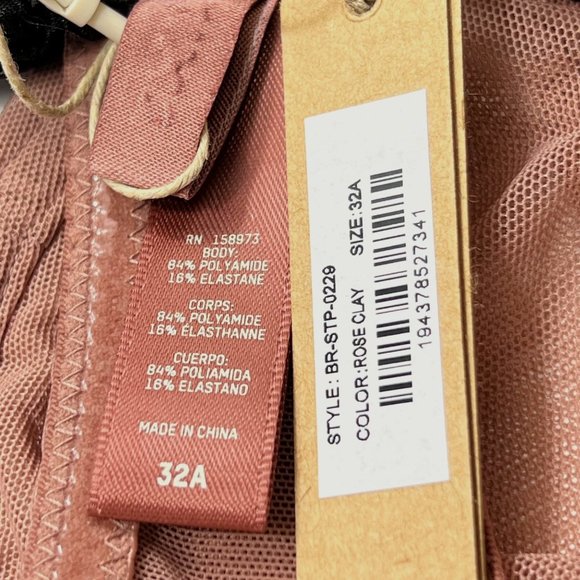 RN 158973
BODY:
84% POLYAMIDE
16% ELASTANE
CORPS:
84% POLYAMIDE
16% ÉLASTHANNE
CUERPO:
84% POLIAMIDA
16% ELASTANO
MADE IN CHINA
32A
STYLE: BR-STP-0229
COLOR:.ROSE CLAY SIZE:32A
194378527341